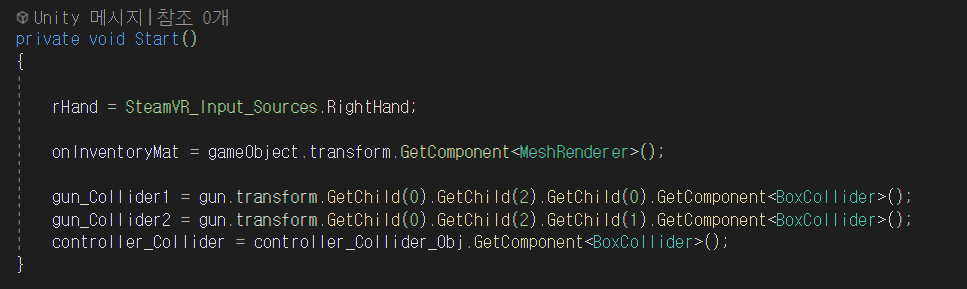 Unity 메시지 | 참조 0개
private void Start()
{
rHand = SteamVR_Input_Sources.RightHand;
onInventoryMat = gameObject.transform.GetComponent<MeshRenderer>();
gun_Collider1 = gun.transform.GetChild(0).GetChild(2).GetChild(0).GetComponent<BoxCollider>();
gun_Collider2 = gun.transform.GetChild(0).GetChild(2).GetChild(1).GetComponent<BoxCollider>();
controller_Collider = controller_Collider_Obj.GetComponent<BoxCollider>();
}